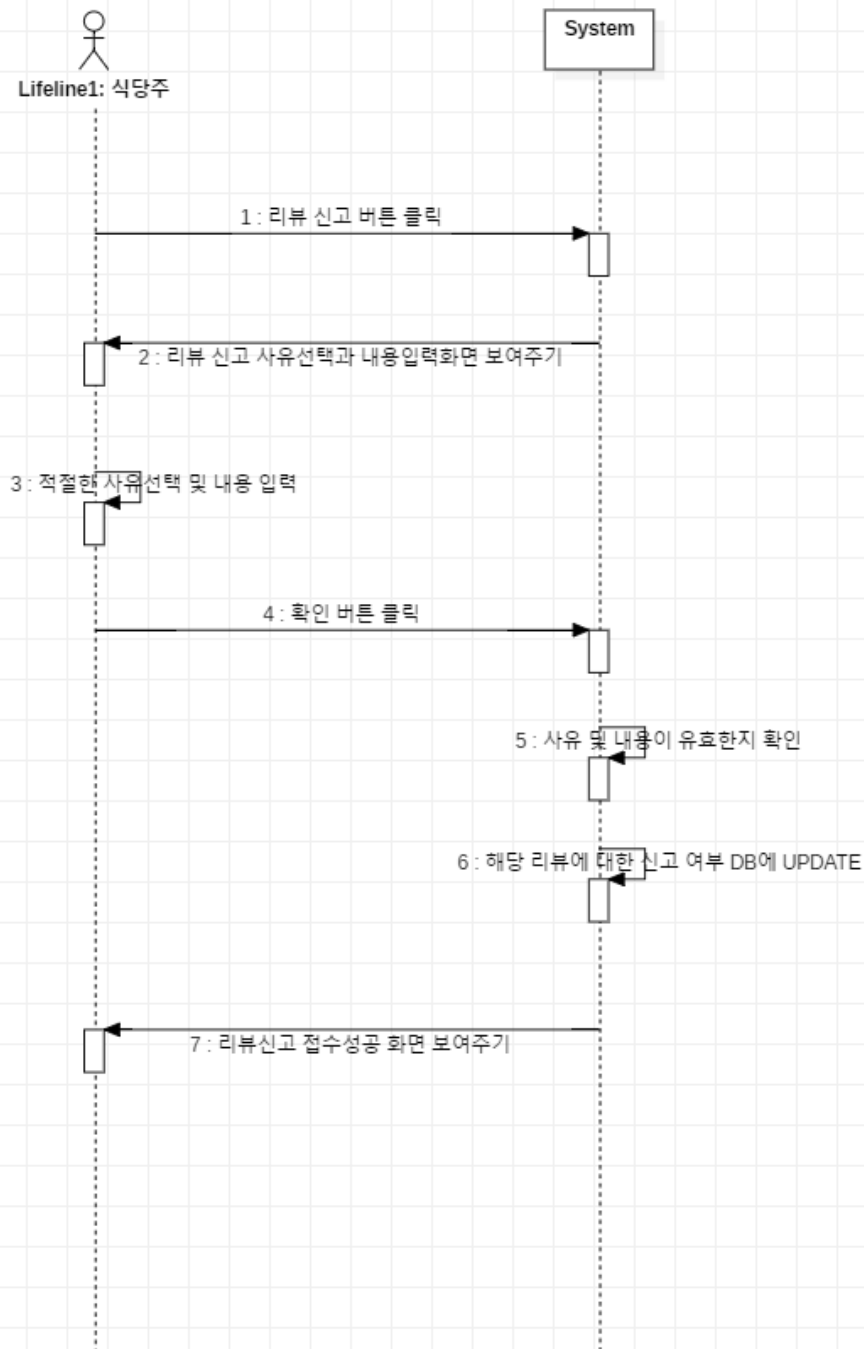 System
Lifeline1: 식당주
1 : 리뷰 신고 버튼 클릭
2 : 리뷰 신고 사유선택과 내용입력화면 보여주기
3 : 적절한 사유선택 및 내용 입력
4 : 확인 버튼 클릭
5 : 사유 및 내용이 유효한지 확인
6 : 해당 리뷰에 대한 신고 여부 DB에 UPDATE
7 : 리뷰신고 접수성공 화면 보여주기